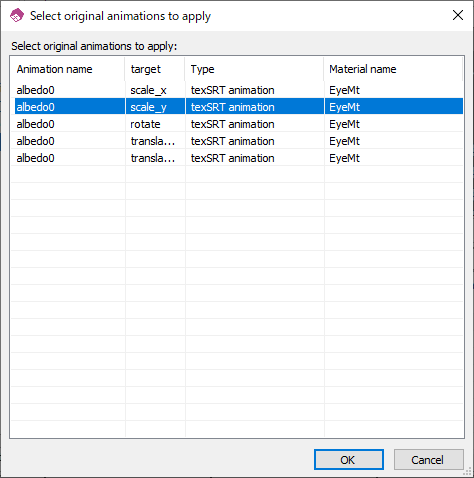 Select original animations to apply
Select original animations to apply:
Animation name target Type Material name
albedo0 scale_x texSRT animation EyeMt
albedo0 scale_y texSRT animation EyeMt
albedo0 rotate texSRT animation EyeMt
albedo0 transla... texSRT animation EyeMt
albedo0 transla... texSRT animation EyeMt
OK Cancel